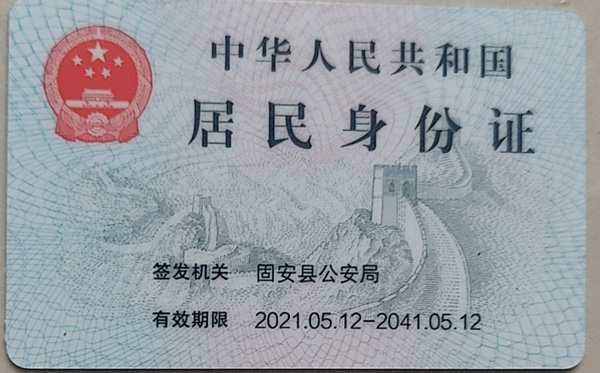 中华人民共和国
居民身份证
签发机关 固安县公安局
有效期限 2021.05.12-2041.05.12